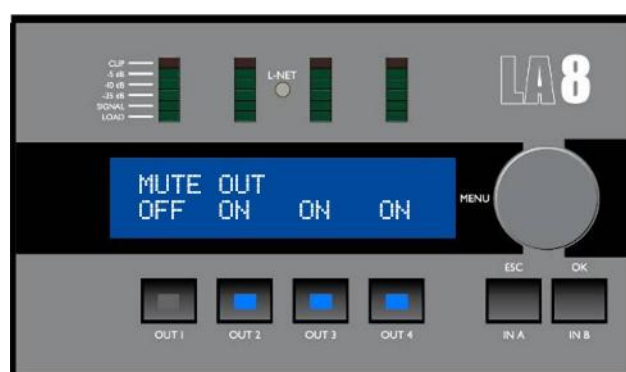 CLIP
-5 dB
-10 dB
-25 dB
SIGNAL
LOAD
L-NET
LA8
MUTE OUT
OFF ON ON ON
MENU
ESC OK
OUT 1 OUT 2 OUT 3 OUT 4 IN A IN B